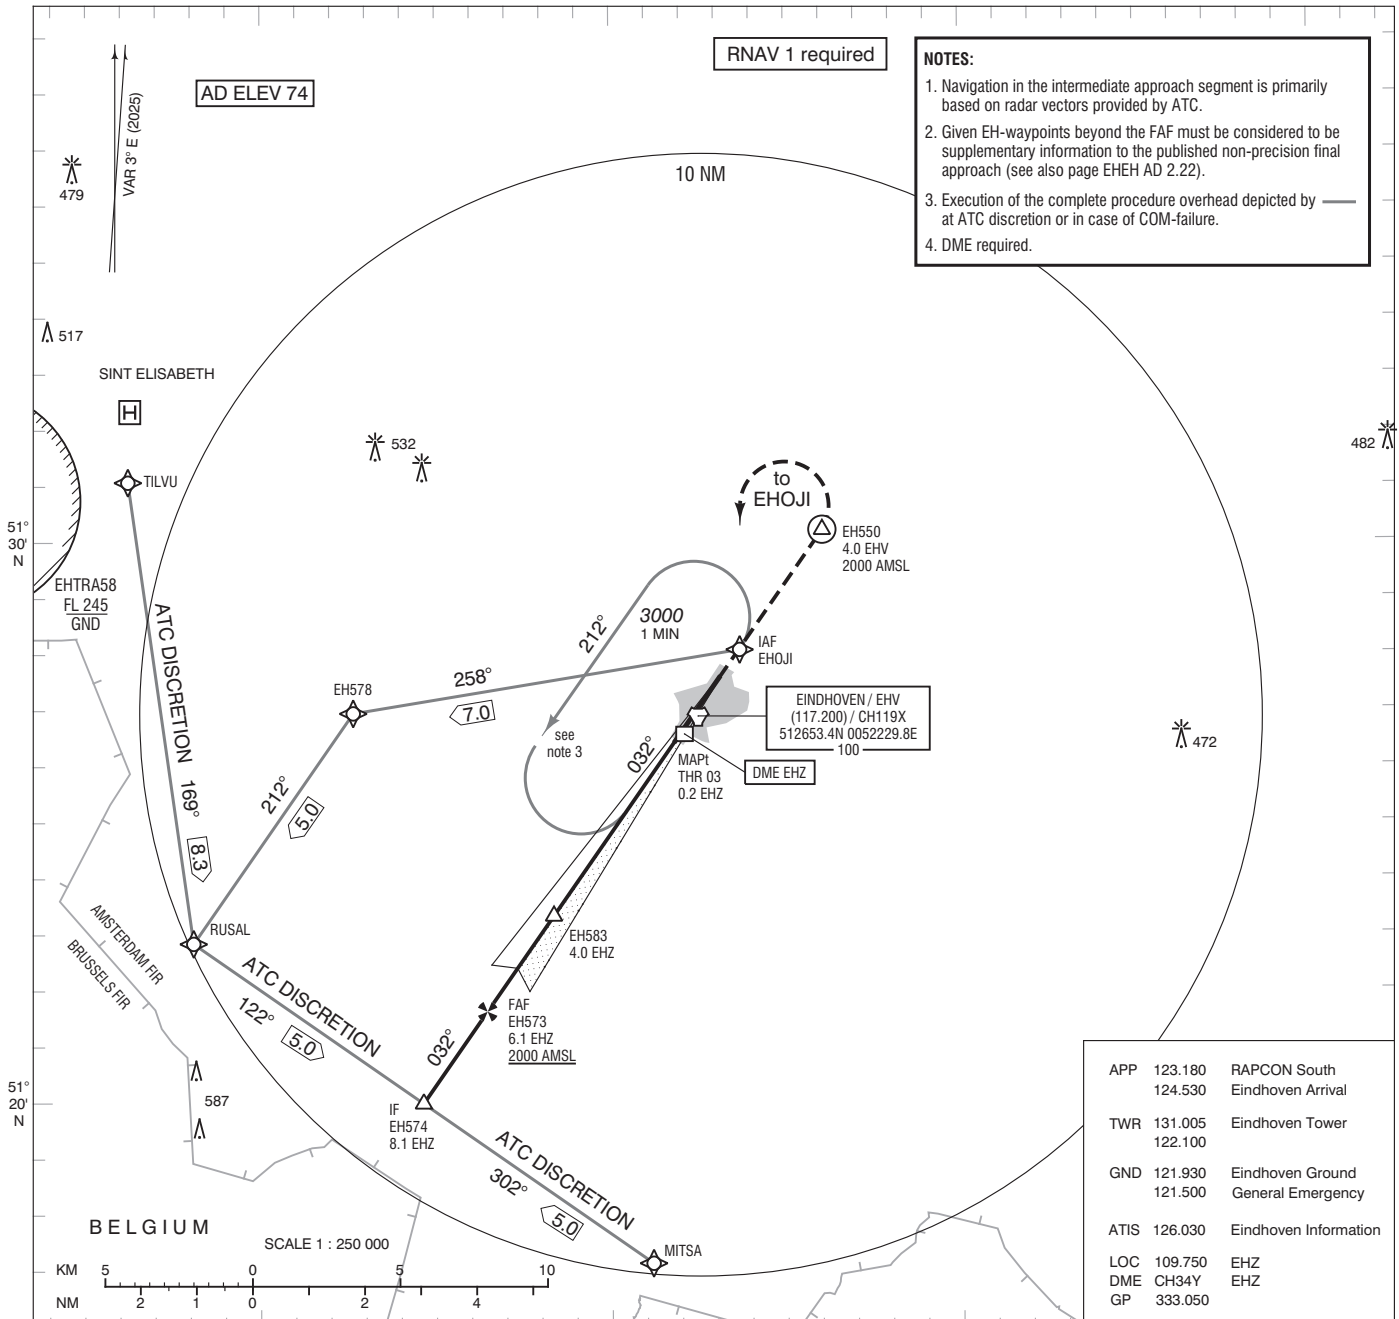 RNAV 1 required
AD ELEV 74
VAR 3° E (2025)
NOTES:
1. Navigation in the intermediate approach segment is primarily
based on radar vectors provided by ATC.
2. Given EH-waypoints beyond the FAF must be considered to be
supplementary information to the published non-precision final
approach (see also page EHEH AD 2.22).
3. Execution of the complete procedure overhead depicted by
at ATC discretion or in case of COM-failure.
4. DME required.
10 NM
479
517
SINT ELISABETH
H
532
482
TILVU
to
EHOJI
51°
30'
N
EH550
4.0 EHV
2000 AMSL
EHTRA58
FL 245
GND
ATC DISCRETION 169°
8.3
212°
3000
1 MIN
IAF
EHOJI
258°
7.0
EH578
see
note 3
EINDHOVEN / EHV
(117.200) / CH119X
512653.4N 0052229.8E
100
472
032°
MAPt
THR 03
0.2 EHZ
DME EHZ
212°
5.0
RUSAL
AMSTERDAM FIR
BRUSSELS FIR
EH583
4.0 EHZ
ATC DISCRETION
122°
5.0
FAF
EH573
6.1 EHZ
2000 AMSL
032°
51°
20'
N
587
IF
EH574
8.1 EHZ
ATC DISCRETION
302°
5.0
MITSA
BELGIUM
SCALE 1 : 250 000
KM 5 0 5 10
NM 2 1 0 2 4
APP 123.180 RAPCON South
124.530 Eindhoven Arrival
TWR 131.005 Eindhoven Tower
122.100
GND 121.930 Eindhoven Ground
121.500 General Emergency
ATIS 126.030 Eindhoven Information
LOC 109.750 EHZ
DME CH34Y EHZ
GP 333.050